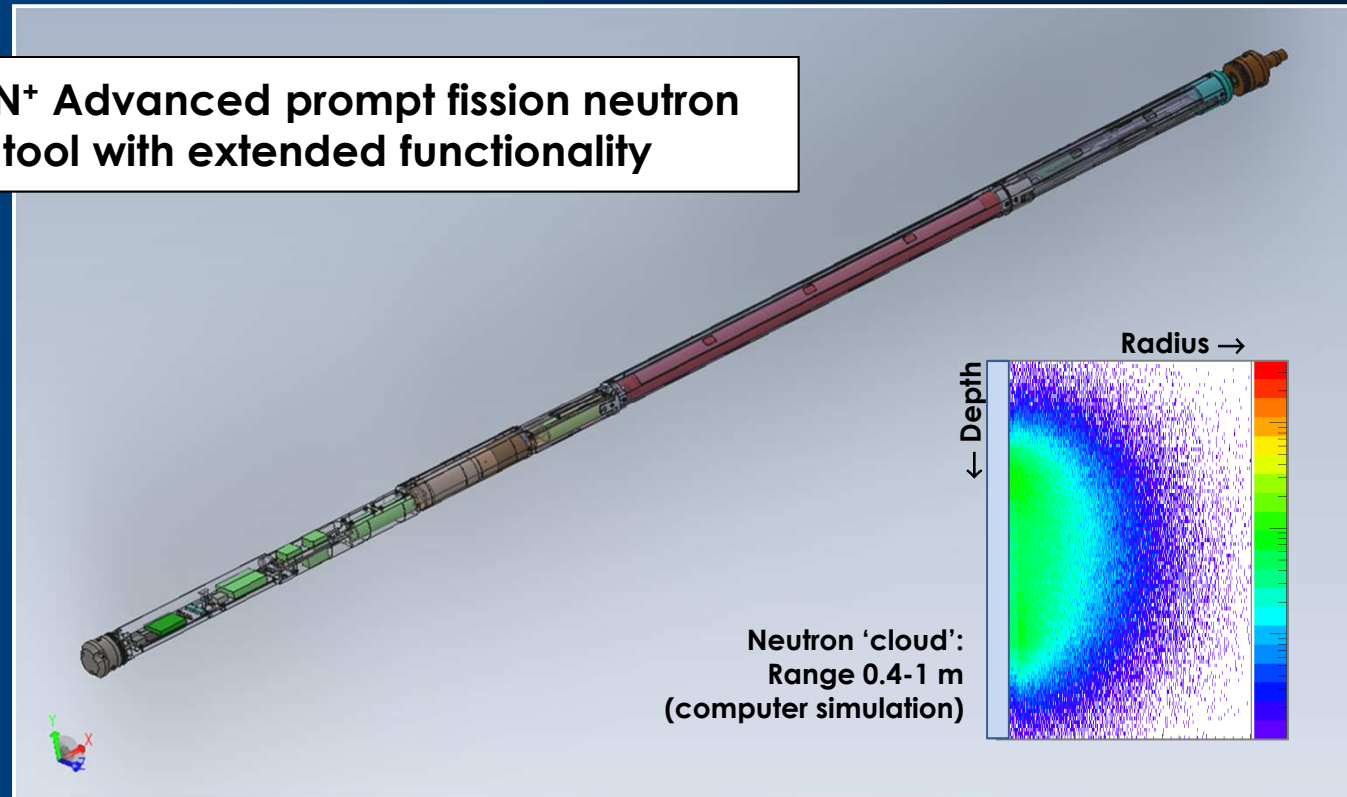 N⁺ Advanced prompt fission neutron
tool with extended functionality
Radius →
← Depth
Neutron ‘cloud’:
Range 0.4-1 m
(computer simulation)
Y
X
Z